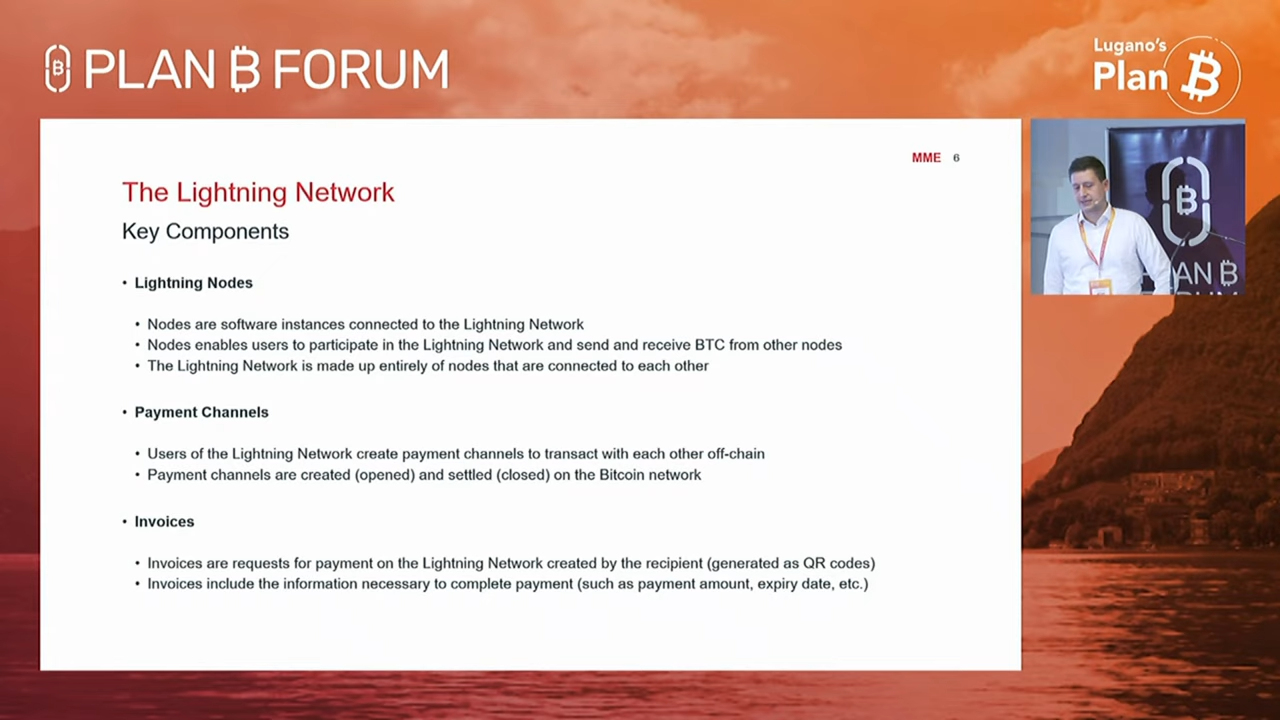 PLAN ₿ FORUM
Lugano's
Plan ₿
MME 6
The Lightning Network
Key Components
• Lightning Nodes
• Nodes are software instances connected to the Lightning Network
• Nodes enables users to participate in the Lightning Network and send and receive BTC from other nodes
• The Lightning Network is made up entirely of nodes that are connected to each other
• Payment Channels
• Users of the Lightning Network create payment channels to transact with each other off-chain
• Payment channels are created (opened) and settled (closed) on the Bitcoin network
• Invoices
• Invoices are requests for payment on the Lightning Network created by the recipient (generated as QR codes)
• Invoices include the information necessary to complete payment (such as payment amount, expiry date, etc.)